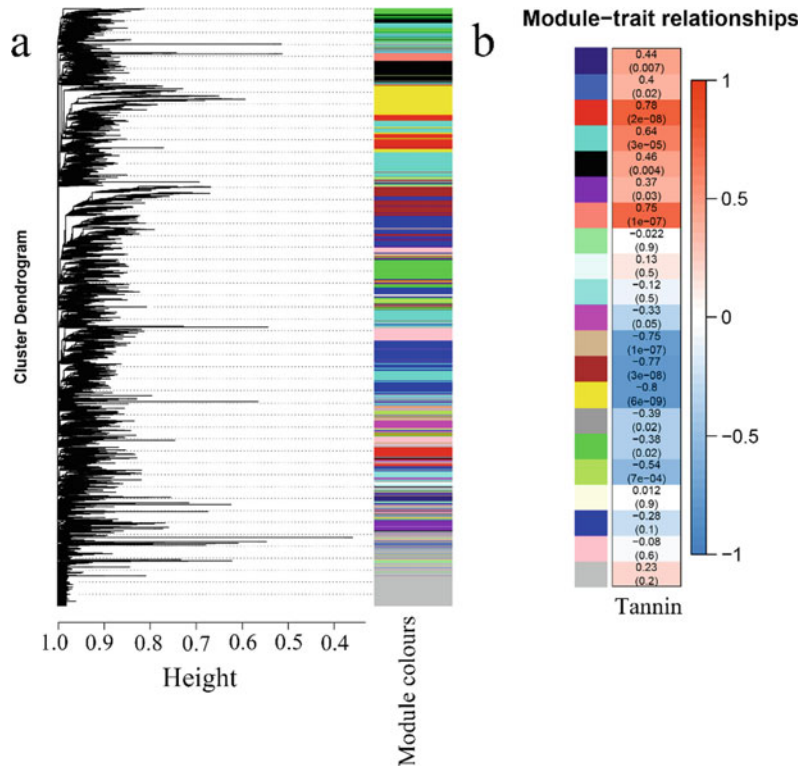 a
b
Module−trait relationships
Cluster Dendrogram
0.44
(0.007)
0.4
(0.02)
0.78
(2e−08)
0.64
(3e−05)
0.46
(0.004)
0.37
(0.03)
0.75
(1e−07)
−0.022
(0.9)
0.13
(0.5)
−0.12
(0.5)
−0.33
(0.05)
−0.75
(1e−07)
−0.77
(3e−08)
−0.8
(6e−09)
−0.39
(0.02)
−0.38
(0.02)
−0.54
(7e−04)
0.012
(0.9)
−0.28
(0.1)
−0.08
(0.6)
0.23
(0.2)
1
0.5
0
−0.5
−1
Tannin
1.0 0.9 0.8 0.7 0.6 0.5 0.4
Height
Module colours